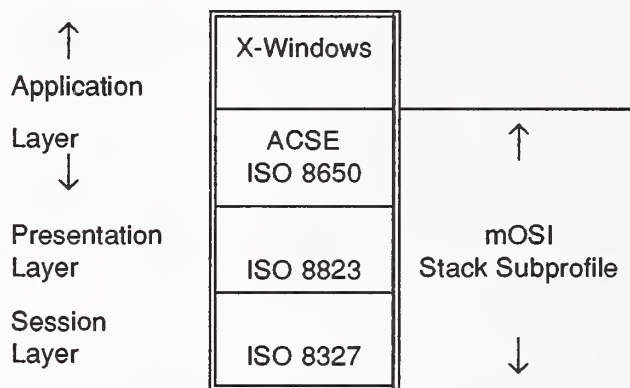 X-Windows
Application
Layer
ACSE
ISO 8650
Presentation
Layer
ISO 8823
mOSI
Stack Subprofile
Session
Layer
ISO 8327